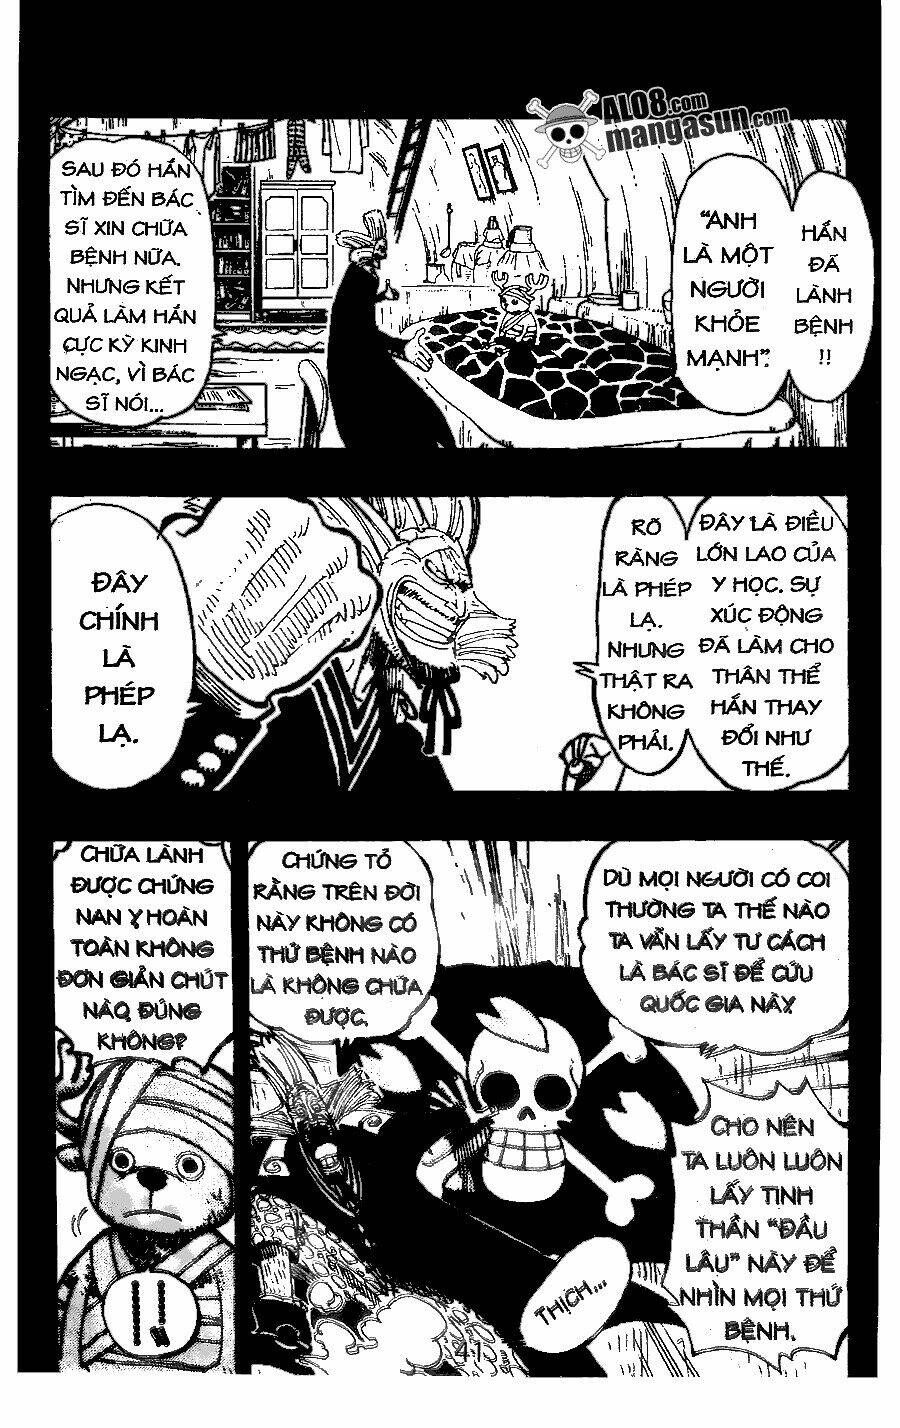 AL08.com
mangasun.com
HẮN
ĐÃ
LÀNH
BỆNH
!!
"ANH
LÀ MỘT
NGƯỜI
KHỎE
MẠNH".
SAU ĐÓ HẮN
TÌM ĐẾN BÁC
SĨ XIN CHỮA
BỆNH NỮA.
NHƯNG KẾT
QUẢ LÀM HẮN
CỰC KỲ KINH
NGẠC, VÌ BÁC
SĨ NÓI...
ĐÂY LÀ ĐIỀU
LỚN LAO CỦA
Y HỌC. SỰ
XÚC ĐỘNG
ĐÃ LÀM CHO
THÂN THỂ
HẮN THAY
ĐỔI NHƯ
THẾ.
RÕ
RÀNG
LÀ PHÉP
LẠ.
NHƯNG
THẬT RA
KHÔNG
PHẢI.
ĐÂY
CHÍNH
LÀ
PHÉP
LẠ.
DÙ MỌI NGƯỜI CÓ COI
THƯỜNG TA THẾ NÀO
TA VẪN LẤY TƯ CÁCH
LÀ BÁC SĨ ĐỂ CỨU
QUỐC GIA NÀY.
CHO NÊN
TA LUÔN LUÔN
LẤY TINH
THẦN "ĐẦU
LÂU" NÀY ĐỂ
NHÌN MỌI THỨ
BỆNH.
CHỨNG TỎ
RẰNG TRÊN ĐỜI
NÀY KHÔNG CÓ
THỨ BỆNH NÀO
LÀ KHÔNG CHỮA
ĐƯỢC.
THỊCH...
CHỮA LÀNH
ĐƯỢC CHỨNG
NAN Y HOÀN
TOÀN KHÔNG
ĐƠN GIẢN CHÚT
NÀO, ĐÚNG
KHÔNG?
!!
41